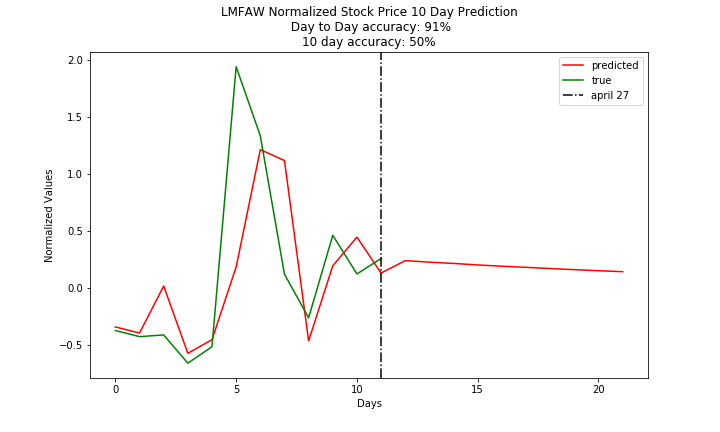 LMFAW Normalized Stock Price 10 Day Prediction
Day to Day accuracy: 91%
10 day accuracy: 50%
predicted
true
april 27
Normalized Values
2.0
1.5
1.0
0.5
0.0
−0.5
0
5
10
15
20
Days